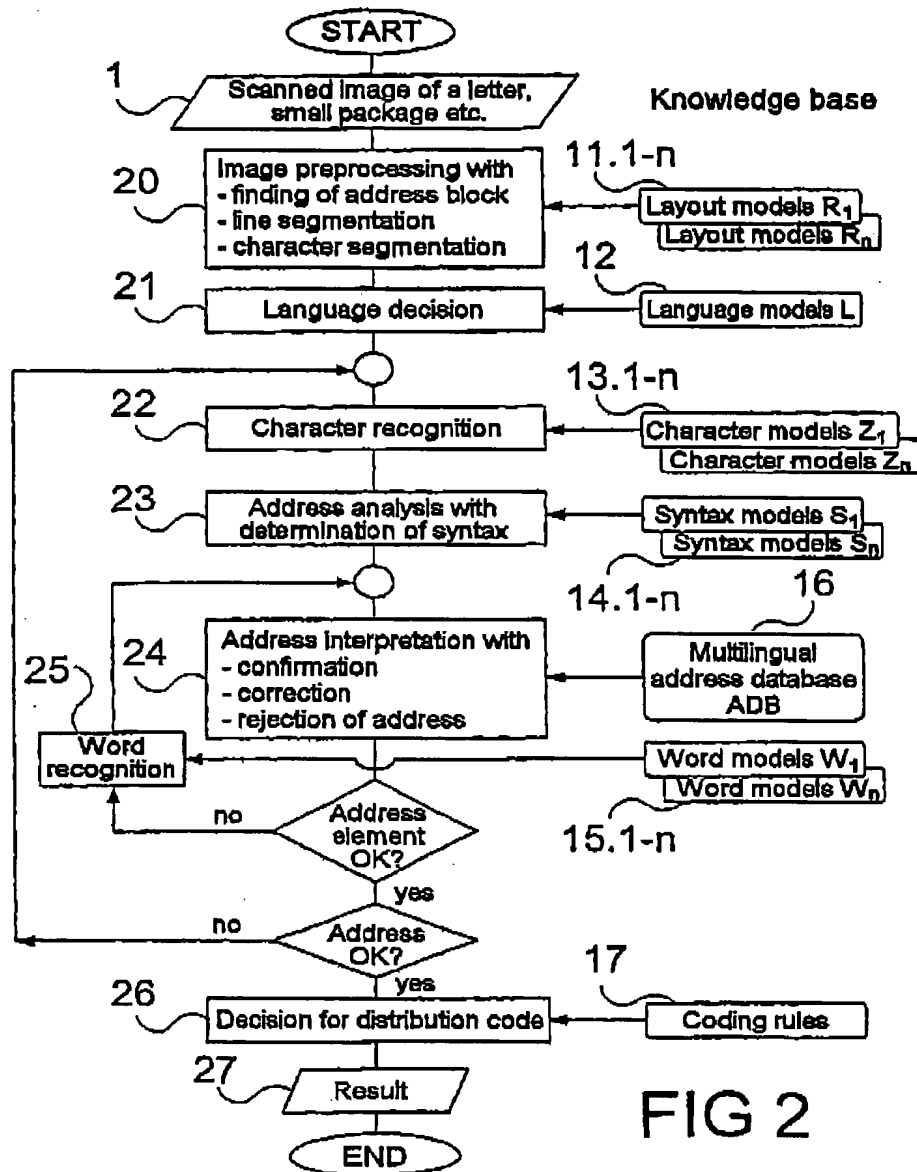 START
1
Scanned image of a letter,
small package etc.
Knowledge base
20
Image preprocessing with
- finding of address block
- line segmentation
- character segmentation
11.1-n
Layout models R1
Layout models Rn
21
Language decision
12
Language models L
22
Character recognition
13.1-n
Character models Z1
Character models Zn
23
Address analysis with
determination of syntax
Syntax models S1
Syntax models Sn
14.1-n
24
Address interpretation with
- confirmation
- correction
- rejection of address
16
Multilingual
address database
ADB
25
Word
recognition
Word models W1
Word models Wn
15.1-n
no
Address
element
OK?
yes
no
Address
OK?
yes
26
Decision for distribution code
17
Coding rules
27
Result
END
FIG 2